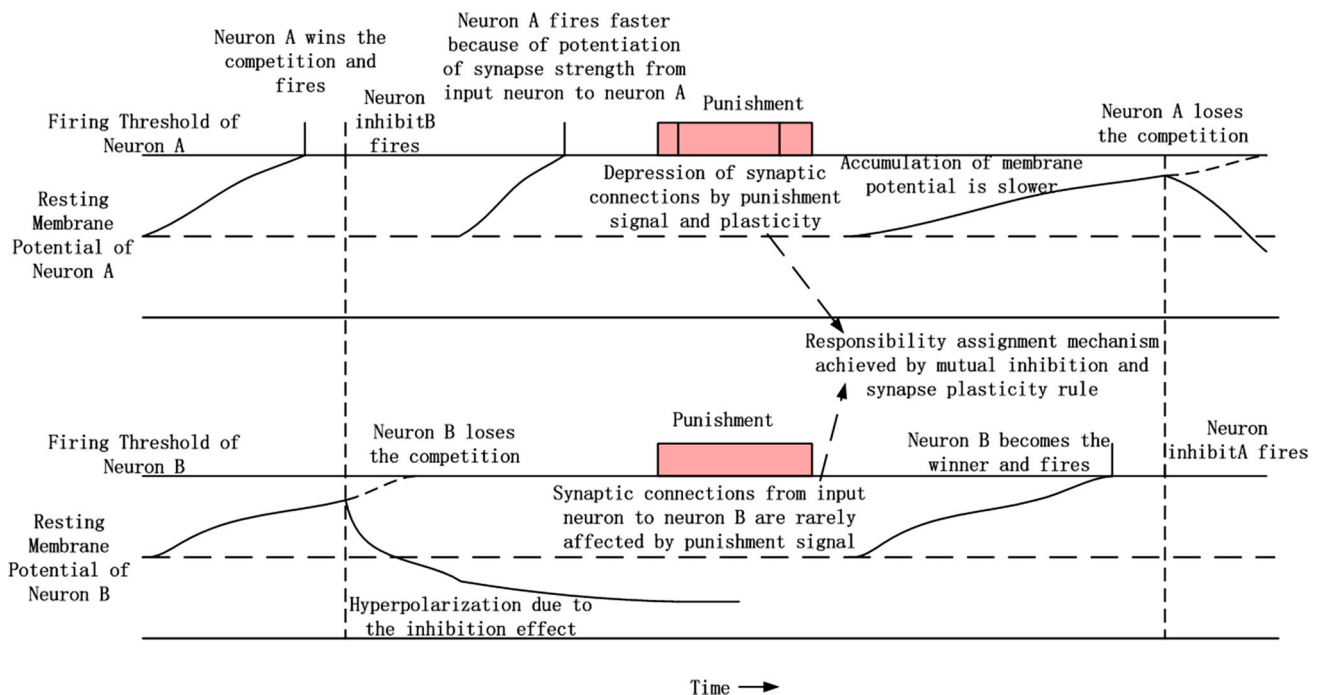 Neuron A wins the
competition and
fires
Neuron A fires faster
because of potentiation
of synapse strength from
input neuron to neuron A
Neuron
inhibitB
fires
Punishment
Neuron A loses
the competition
Firing Threshold of
Neuron A
Depression of synaptic
connections by punishment
signal and plasticity
Accumulation of membrane
potential is slower
Resting
Membrane
Potential of
Neuron A
Responsibility assignment mechanism
achieved by mutual inhibition and
synapse plasticity rule
Firing Threshold of
Neuron B
Neuron B loses
the competition
Punishment
Neuron B becomes the
winner and fires
Neuron
inhibitA fires
Synaptic connections from input
neuron to neuron B are rarely
affected by punishment signal
Resting
Membrane
Potential of
Neuron B
Hyperpolarization due to
the inhibition effect
Time